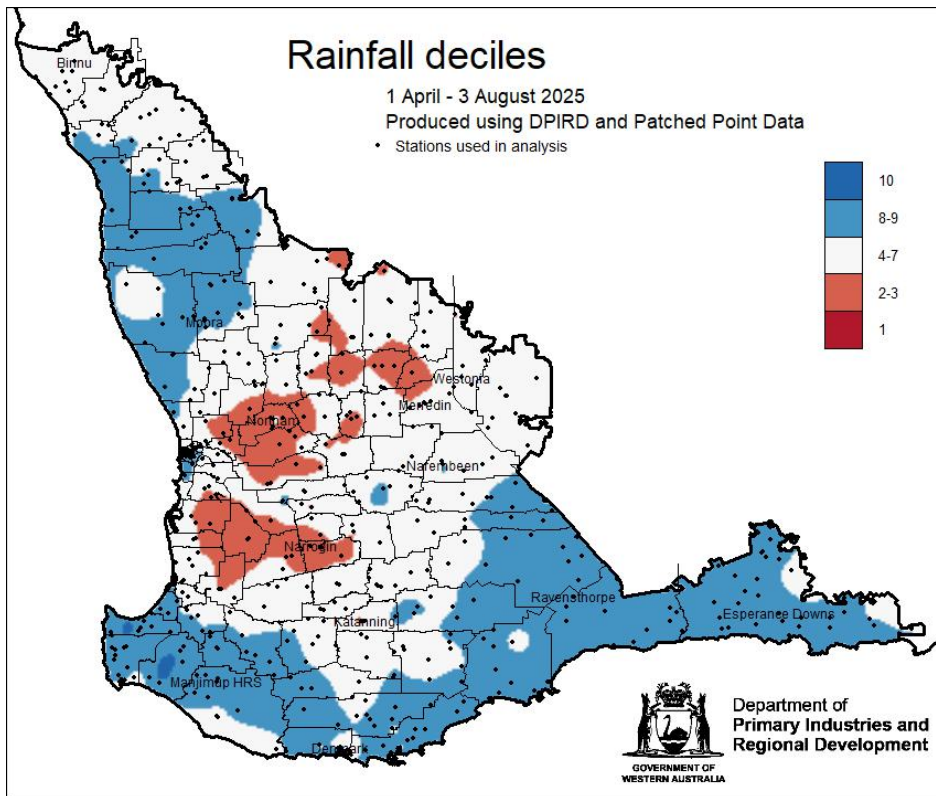 Rainfall deciles
1 April - 3 August 2025
Produced using DPIRD and Patched Point Data
Stations used in analysis
10
8-9
4-7
2-3
1
Binnu
Moora
Westonia
Merredin
Northam
Narembeen
Narrogin
Ravensthorpe
Esperance Downs
Katanning
Manjimup HRS
Denmark
Department of
Primary Industries and
Regional Development
GOVERNMENT OF
WESTERN AUSTRALIA